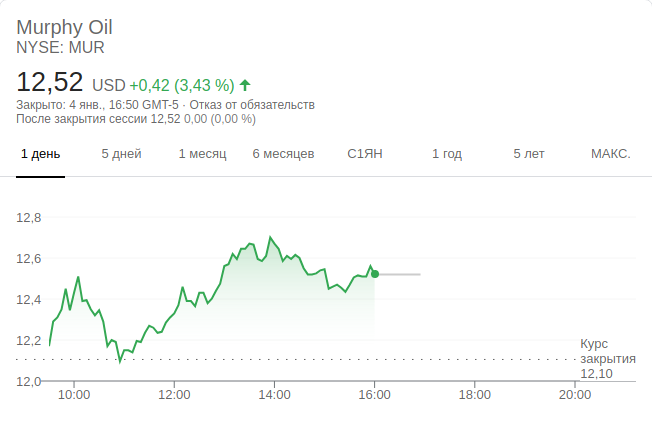 Murphy Oil
NYSE: MUR
12,52 USD +0,42 (3,43 %)
Закрыто: 4 янв., 16:50 GMT-5 · Отказ от обязательств
После закрытия сессии 12,52 0,00 (0,00 %)
1 день 5 дней 1 месяц 6 месяцев С1ЯН 1 год 5 лет МАКС.
12,8
12,6
12,4
12,2
Курс
закрытия
12,10
12,0
10:00 12:00 14:00 16:00 18:00 20:00